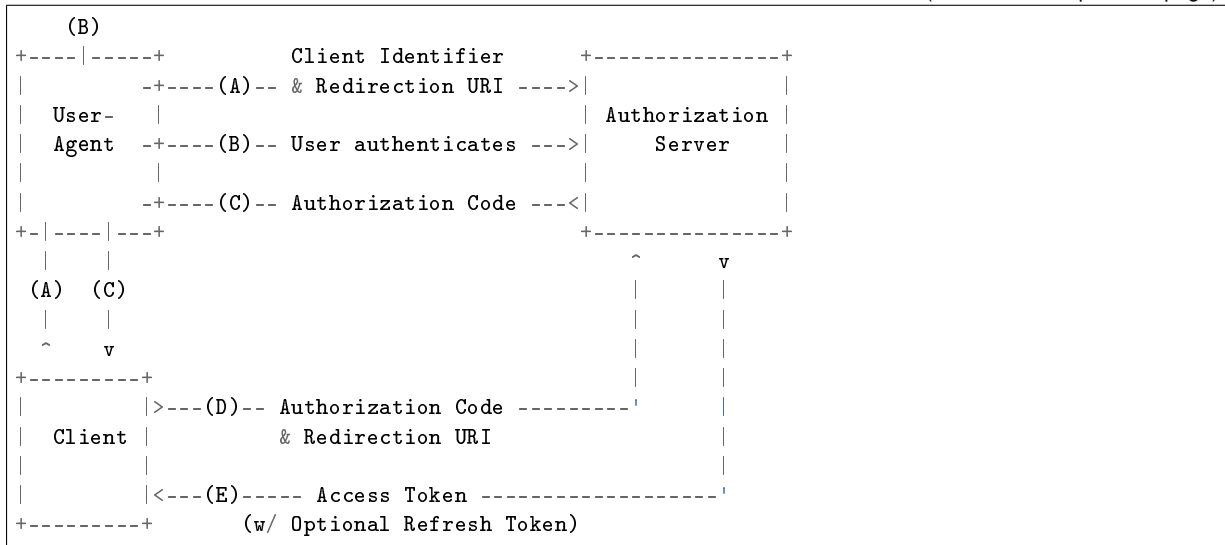 (B)
+----|-----+          Client Identifier      +---------------+
|         -+----(A)-- & Redirection URI ---->|               |
|  User-   |                                 | Authorization |
|  Agent  -+----(B)-- User authenticates --->|     Server    |
|          |                                 |               |
|         -+----(C)-- Authorization Code ---<|               |
+-|----|---+                                 +---------------+
  |    |                                         ^      v
 (A)  (C)                                        |      |
  |    |                                         |      |
  ^    v                                         |      |
+---------+                                      |      |
|         |>---(D)-- Authorization Code ---------'      |
|  Client |          & Redirection URI                  |
|         |                                             |
|         |<---(E)----- Access Token -------------------'
+---------+       (w/ Optional Refresh Token)